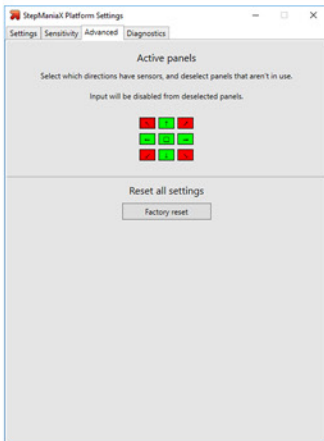 StepManiaX Platform Settings
Settings Sensitivity Advanced Diagnostics
Active panels
Select which directions have sensors, and deselect panels that aren't in use.
Input will be disabled from deselected panels.
Reset all settings
Factory reset